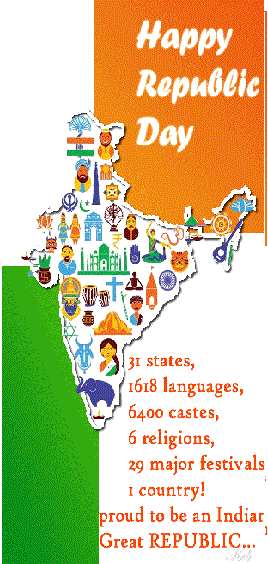 Happy
Republic
Day
31 states,
1618 languages,
6400 castes,
6 religions,
29 major festivals
1 country!
proud to be an Indian
Great REPUBLIC...